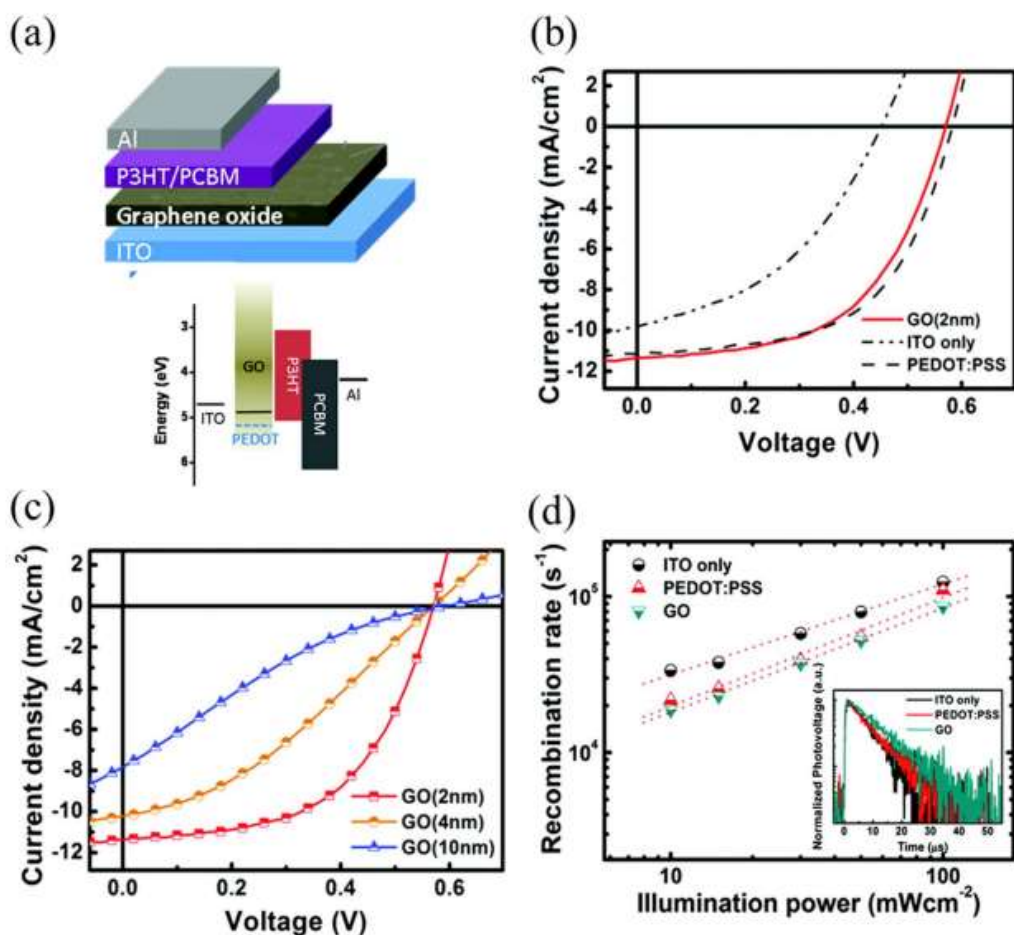 (a)
Al
P3HT/PCBM
Graphene oxide
ITO
Energy (eV)
3
4
5
6
ITO
GO
PEDOT
P3HT
PCBM
Al
(b)
Current density (mA/cm²)
2
0
-2
-4
-6
-8
-10
-12
GO(2nm)
ITO only
PEDOT:PSS
0.0 0.2 0.4 0.6
Voltage (V)
(c)
Current density (mA/cm²)
2
0
-2
-4
-6
-8
-10
-12
GO(2nm)
GO(4nm)
GO(10nm)
0.0 0.2 0.4 0.6
Voltage (V)
(d)
Recombination rate (s⁻¹)
10⁵
10⁴
ITO only
PEDOT:PSS
GO
Normalized Photovoltage (a.u.)
ITO only
PEDOT:PSS
GO
0 10 20 30 40 50
Time (μs)
10 100
Illumination power (mWcm⁻²)